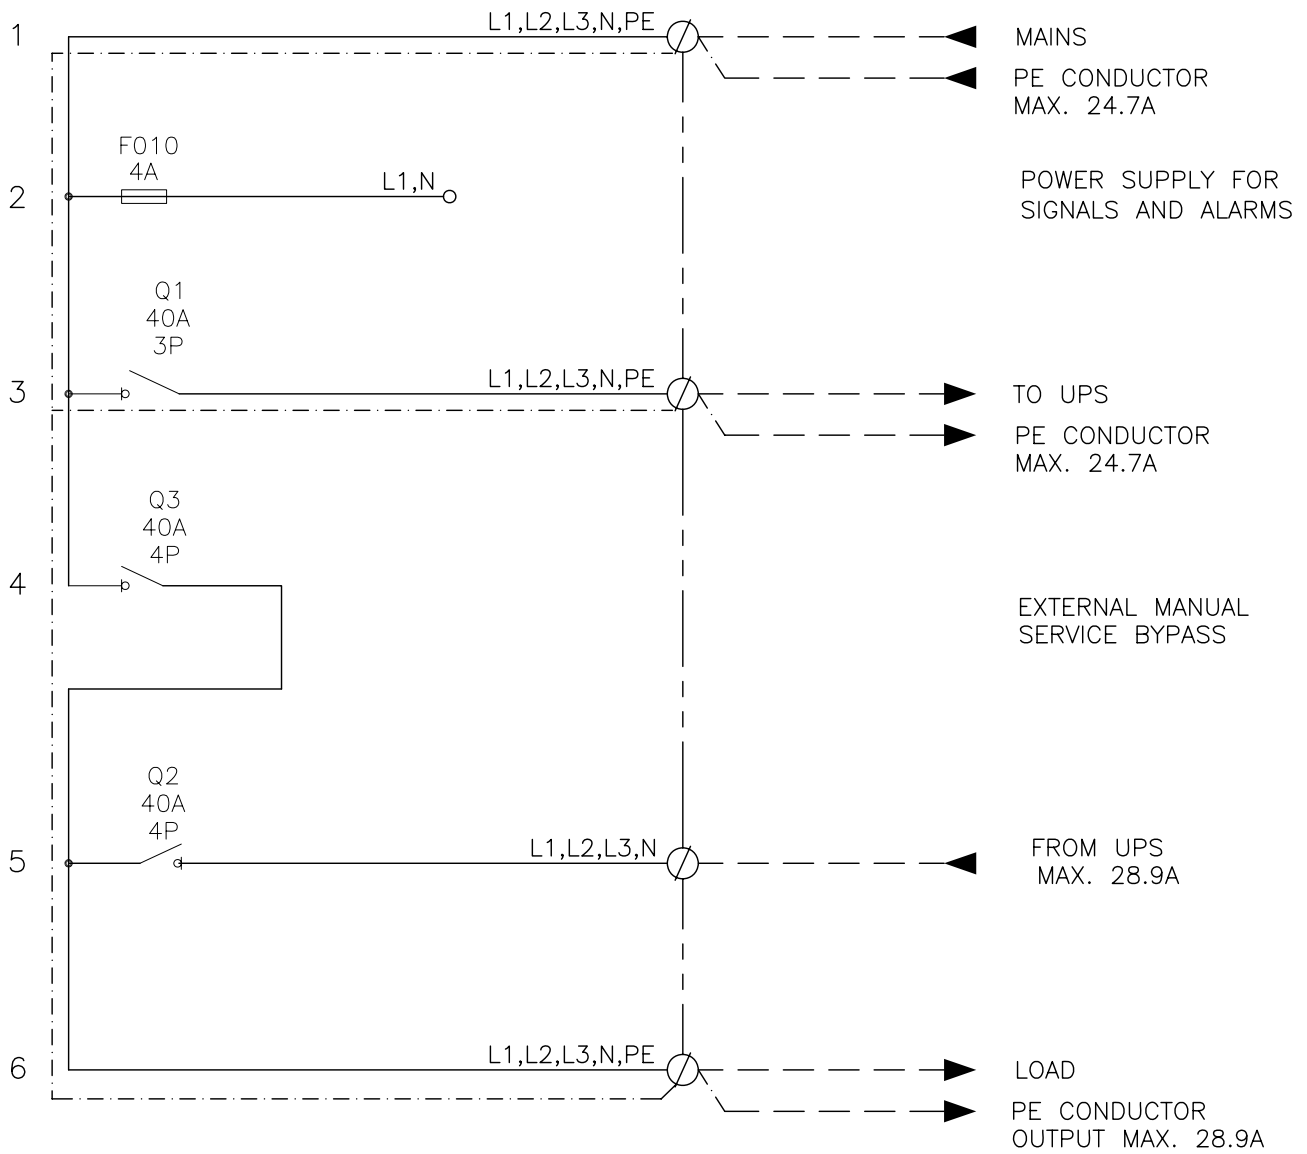 1
L1,L2,L3,N,PE
MAINS
PE CONDUCTOR
MAX. 24.7A
F010
4A
2
L1,N
POWER SUPPLY FOR
SIGNALS AND ALARMS
Q1
40A
3P
3
L1,L2,L3,N,PE
TO UPS
PE CONDUCTOR
MAX. 24.7A
Q3
40A
4P
4
EXTERNAL MANUAL
SERVICE BYPASS
Q2
40A
4P
5
L1,L2,L3,N
FROM UPS
MAX. 28.9A
6
L1,L2,L3,N,PE
LOAD
PE CONDUCTOR
OUTPUT MAX. 28.9A